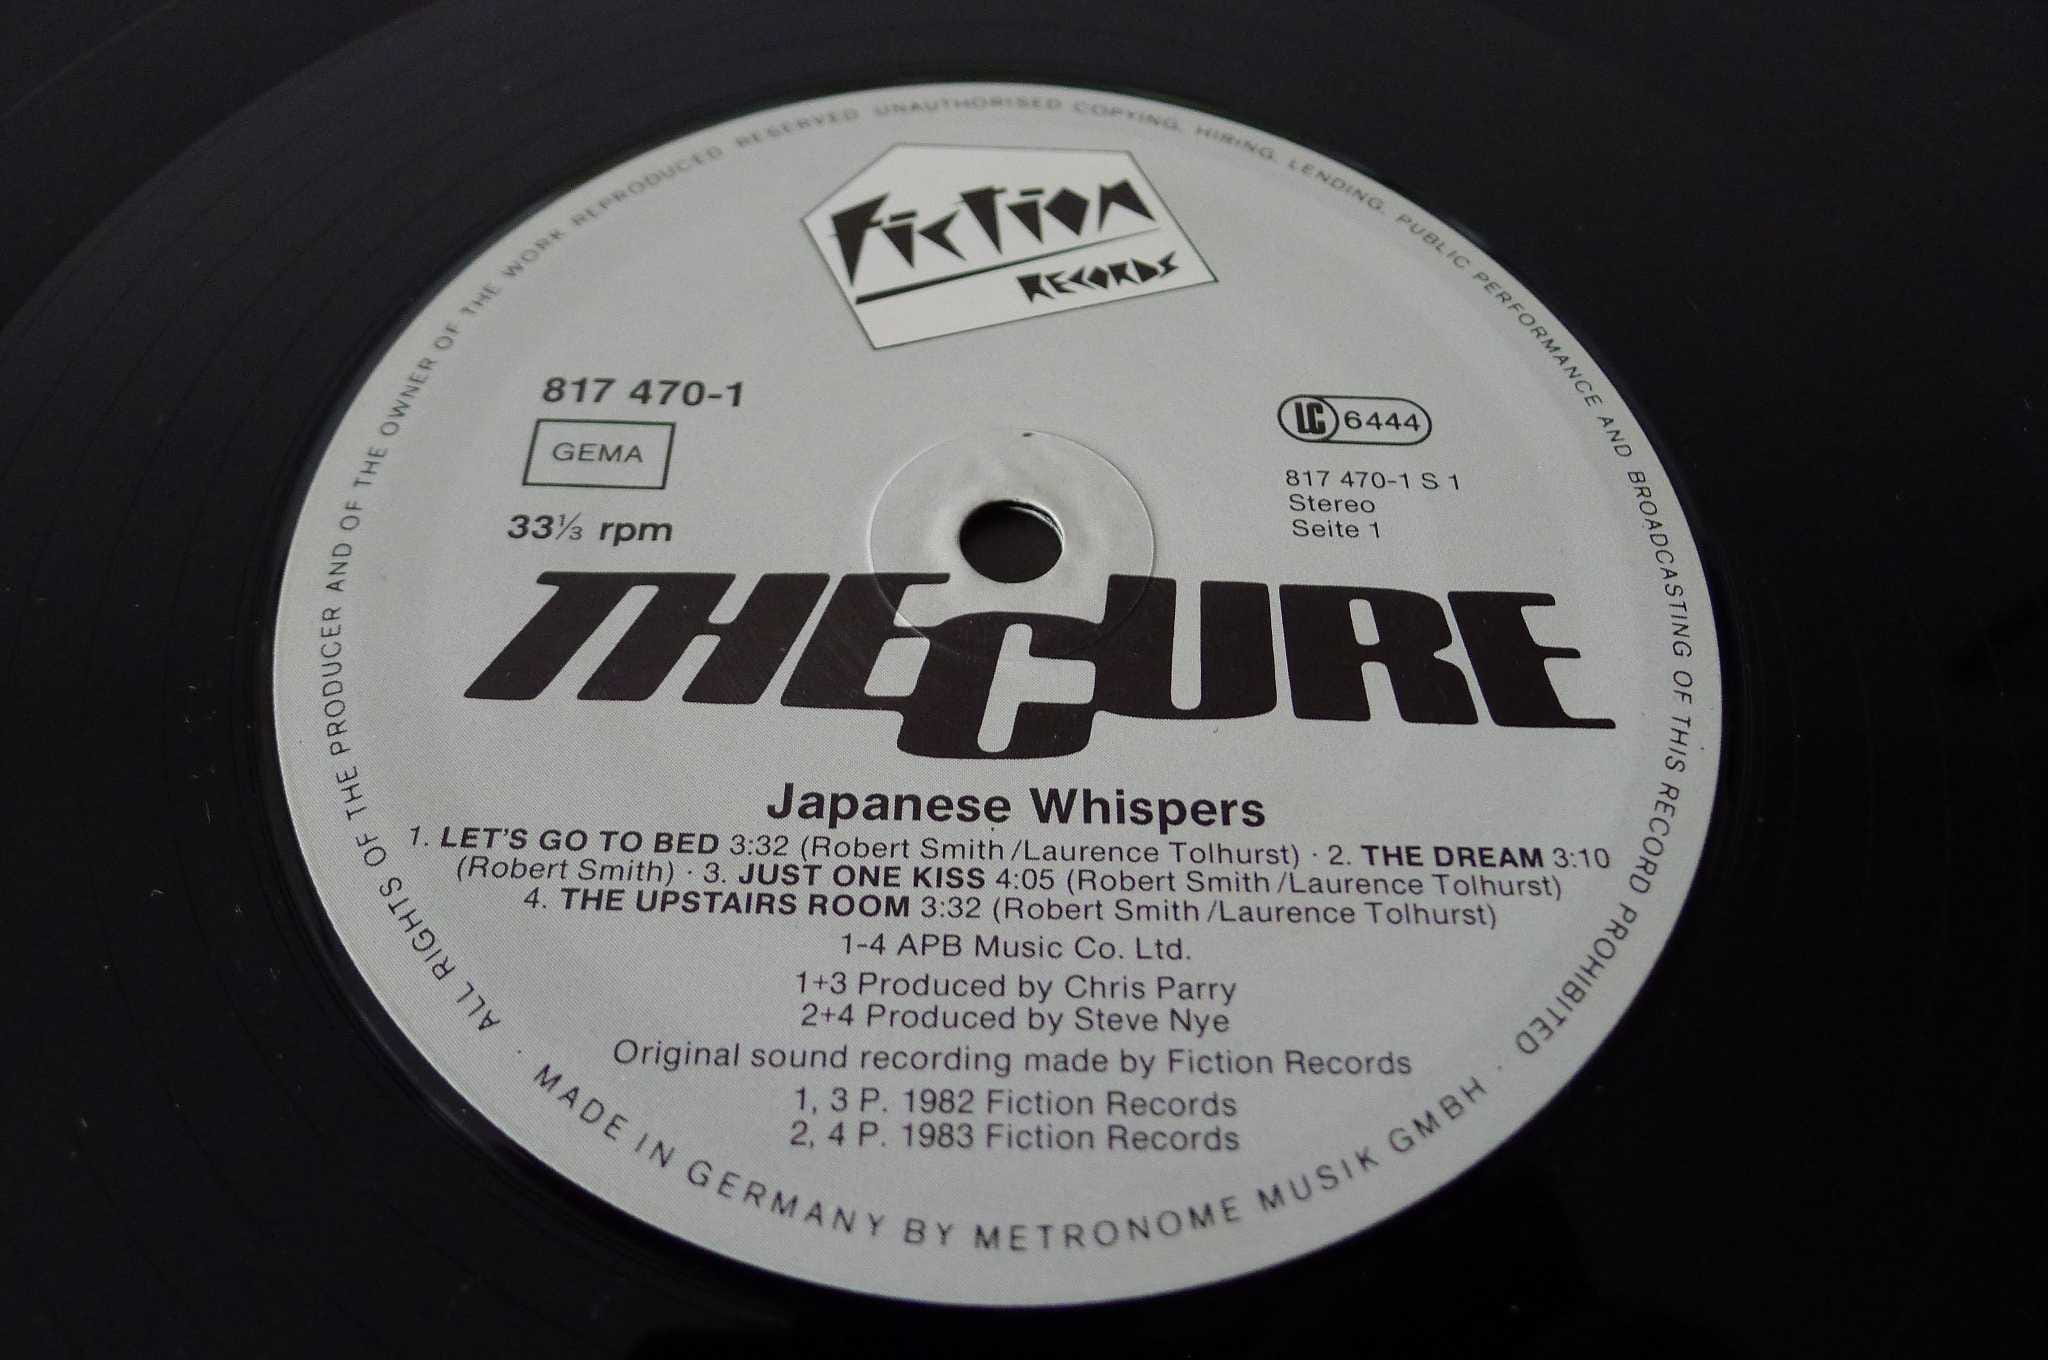 FICTION
RECORDS
817 470-1
GEMA
33⅓ rpm
LC 6444
817 470-1 S 1
Stereo
Seite 1
THE CURE
Japanese Whispers
1. LET'S GO TO BED 3:32 (Robert Smith/Laurence Tolhurst) · 2. THE DREAM 3:10
(Robert Smith) · 3. JUST ONE KISS 4:05 (Robert Smith/Laurence Tolhurst)
4. THE UPSTAIRS ROOM 3:32 (Robert Smith/Laurence Tolhurst)
1-4 APB Music Co. Ltd.
1+3 Produced by Chris Parry
2+4 Produced by Steve Nye
Original sound recording made by Fiction Records
1, 3 P. 1982 Fiction Records
2, 4 P. 1983 Fiction Records
ALL RIGHTS OF THE PRODUCER AND OF THE OWNER OF THE WORK REPRODUCED RESERVED UNAUTHORISED COPYING, HIRING, LENDING, PUBLIC PERFORMANCE AND BROADCASTING OF THIS RECORD PROHIBITED
· MADE IN GERMANY BY METRONOME MUSIK GMBH ·